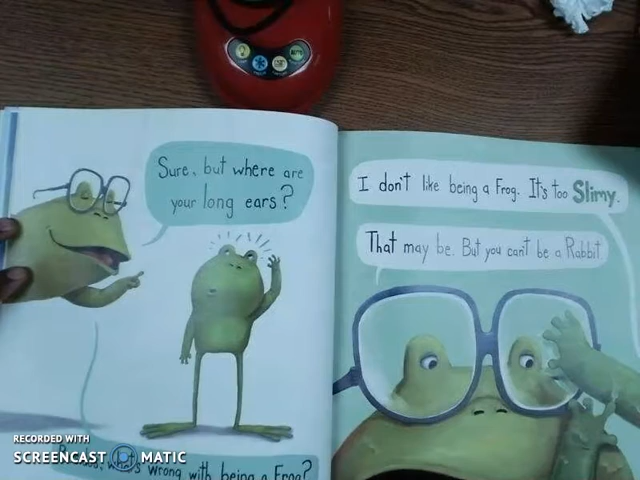 Sure, but where are
your long ears?
wrong with being a Frog?
I don't like being a Frog. It's too Slimy.
That may be. But you can't be a Rabbit.
RECORDED WITH
SCREENCAST MATIC